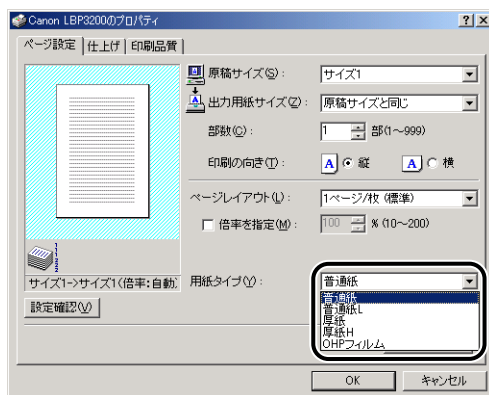 Canon LBP3200のプロパティ
ページ設定 仕上げ 印刷品質
原稿サイズ(S): サイズ1
出力用紙サイズ(Z): 原稿サイズと同じ
部数(C): 1 部(1~999)
印刷の向き(T): A 縦 A 横
ページレイアウト(L): 1ページ/枚 (標準)
倍率を指定(M): 100 % (10~200)
サイズ1->サイズ1(倍率:自動)
用紙タイプ(Y): 普通紙
設定確認(V)
普通紙
普通紙L
厚紙
厚紙H
OHPフィルム
OK キャンセル